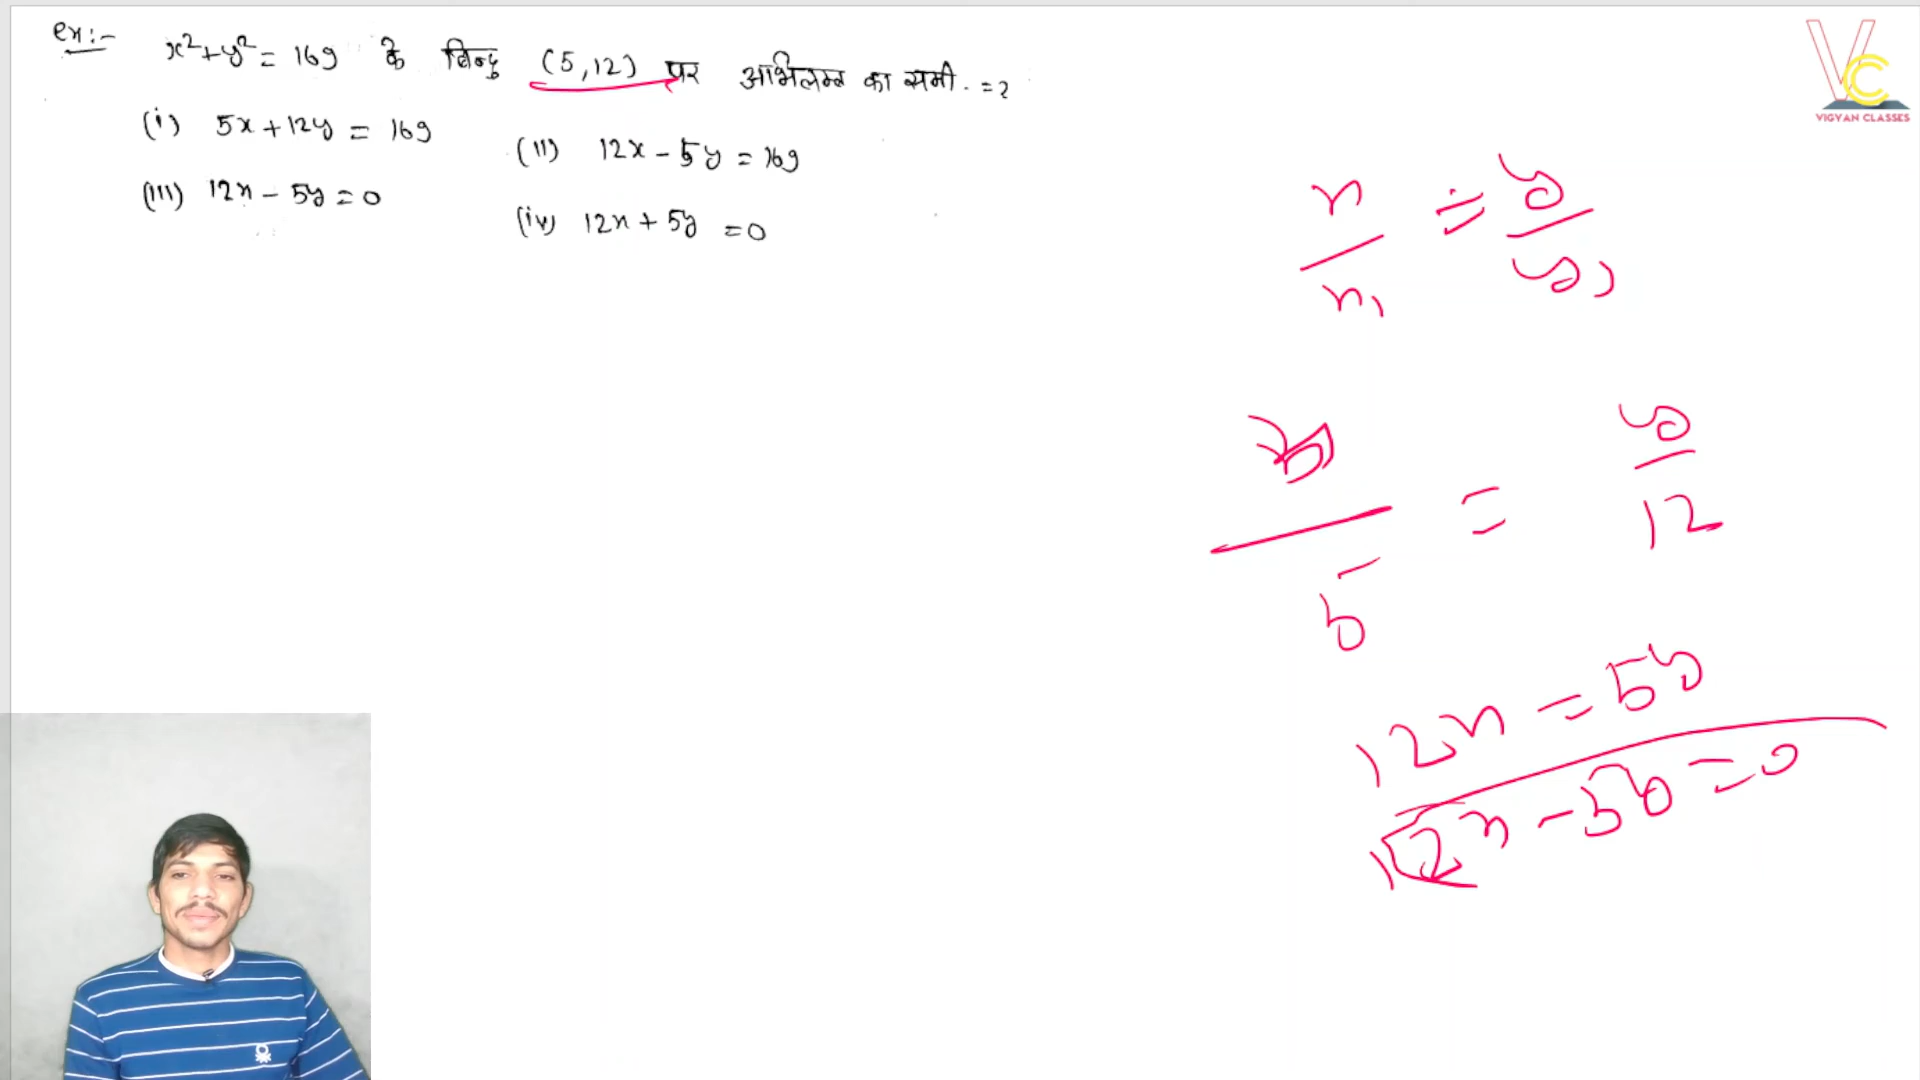 ex:-
x²+y²=169 के बिन्दु (5,12) पर अभिलम्ब का समी. =?
(i) 5x+12y = 169
(ii) 12x-5y=169
(iii) 12x-5y=0
(iv) 12x+5y=0
x/x₁ = y/y₁
x/5 = y/12
12x=5y
12x-5y=0
VC
VIGYAN CLASSES